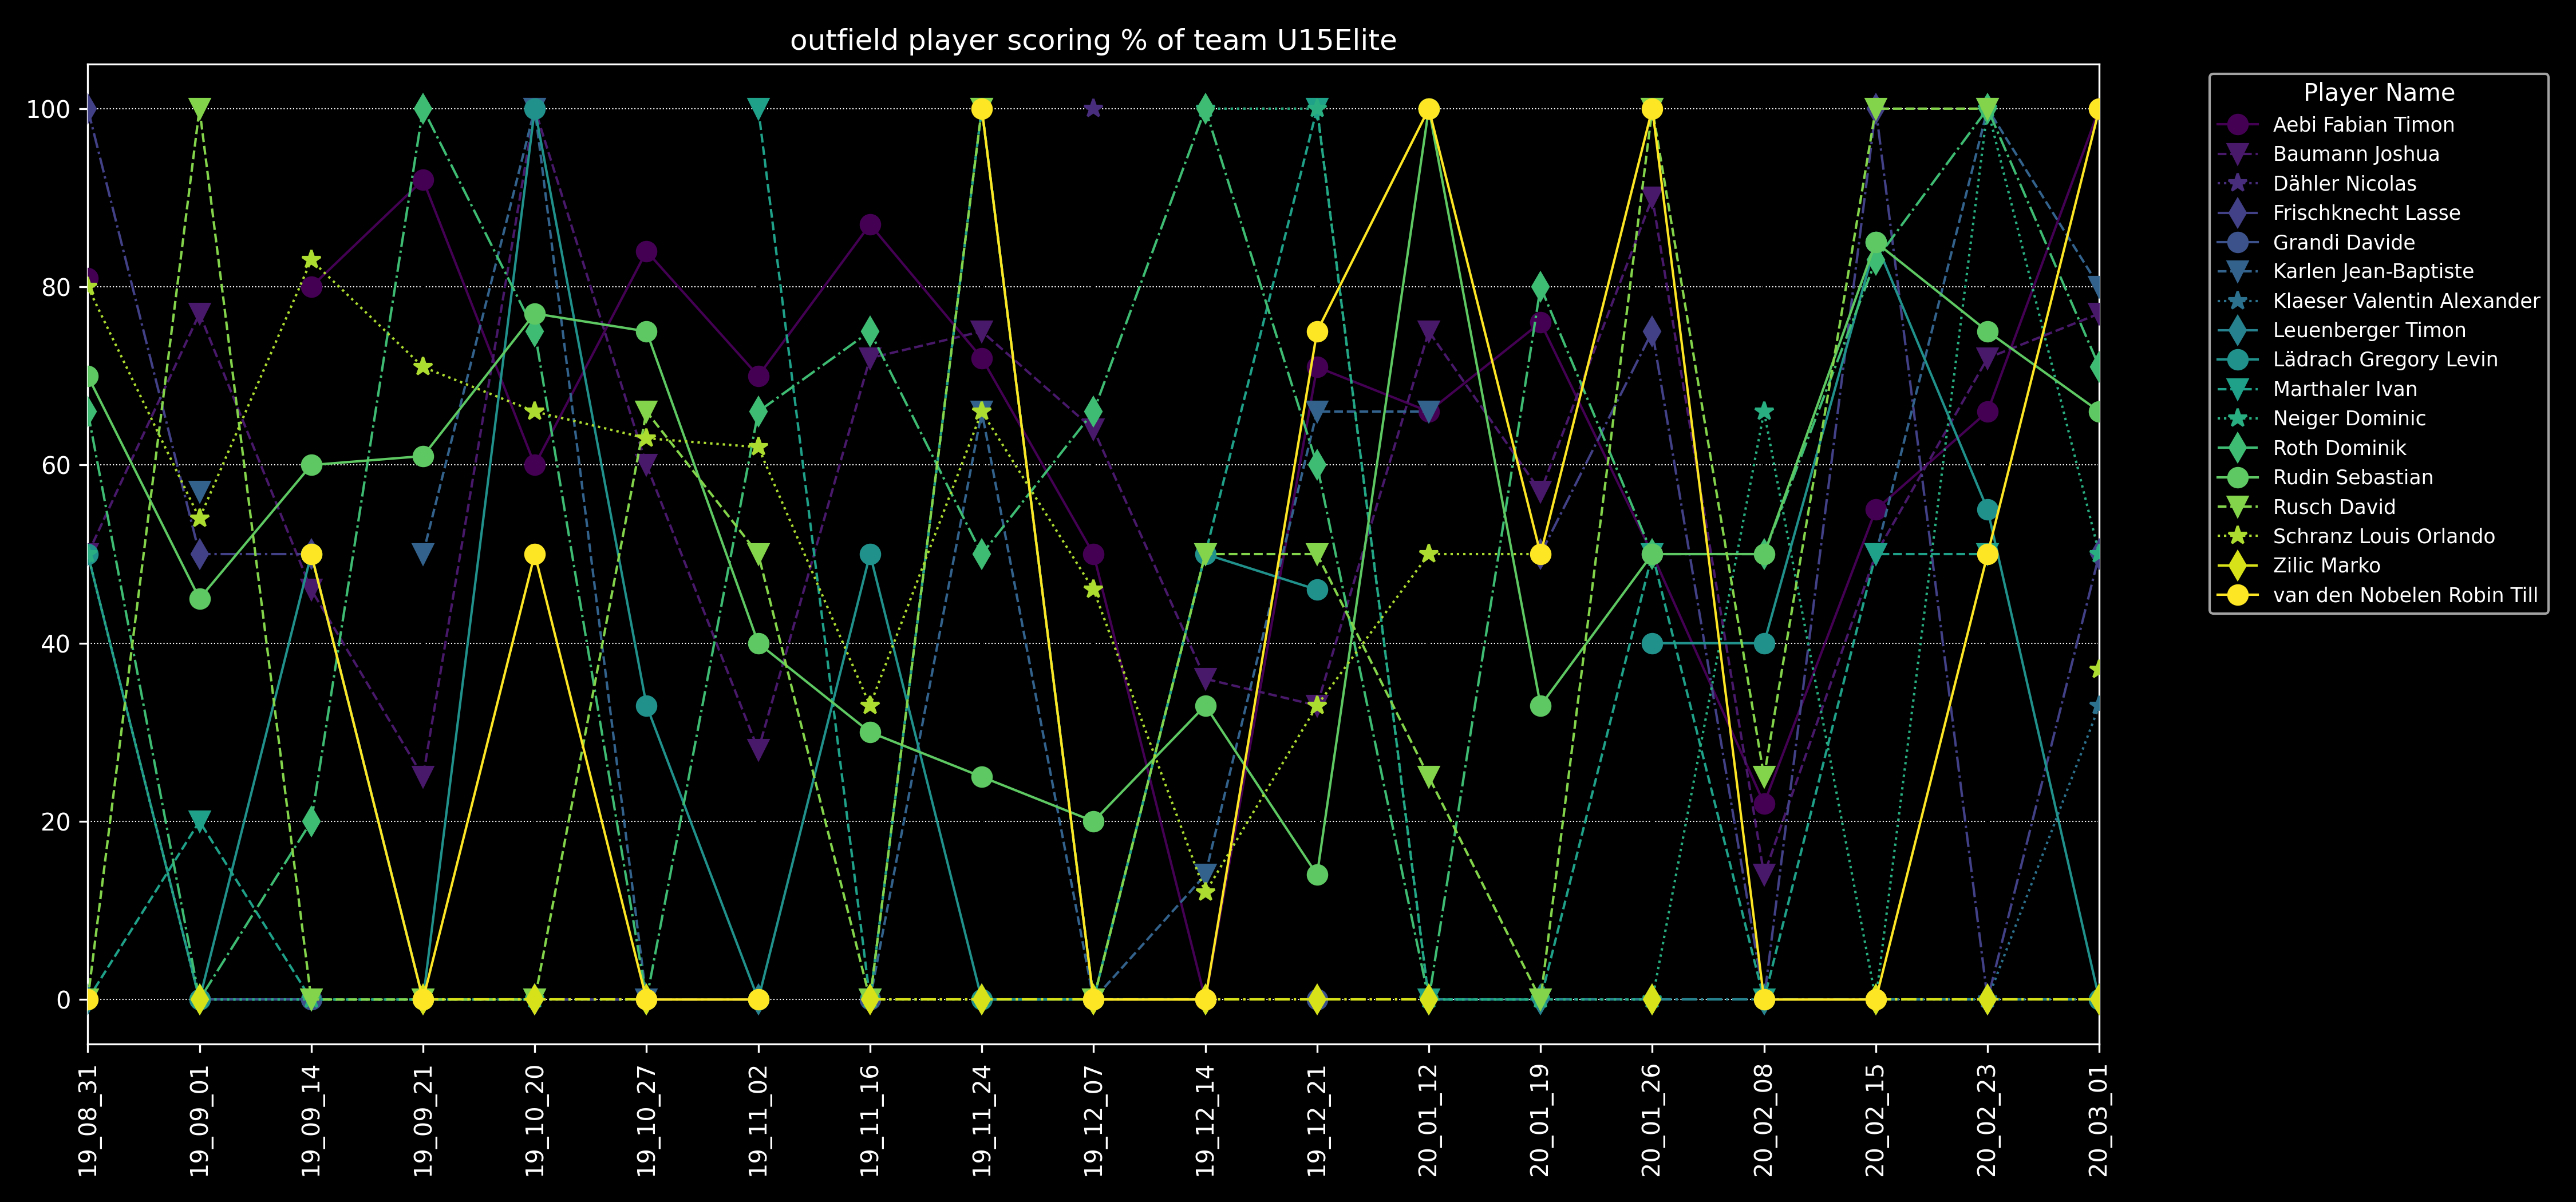 outfield player scoring % of team U15Elite
100
80
60
40
20
0
19_08_31
19_09_01
19_09_14
19_09_21
19_10_20
19_10_27
19_11_02
19_11_16
19_11_24
19_12_07
19_12_14
19_12_21
20_01_12
20_01_19
20_01_26
20_02_08
20_02_15
20_02_23
20_03_01
Player Name
Aebi Fabian Timon
Baumann Joshua
Dähler Nicolas
Frischknecht Lasse
Grandi Davide
Karlen Jean-Baptiste
Klaeser Valentin Alexander
Leuenberger Timon
Lädrach Gregory Levin
Marthaler Ivan
Neiger Dominic
Roth Dominik
Rudin Sebastian
Rusch David
Schranz Louis Orlando
Zilic Marko
van den Nobelen Robin Till